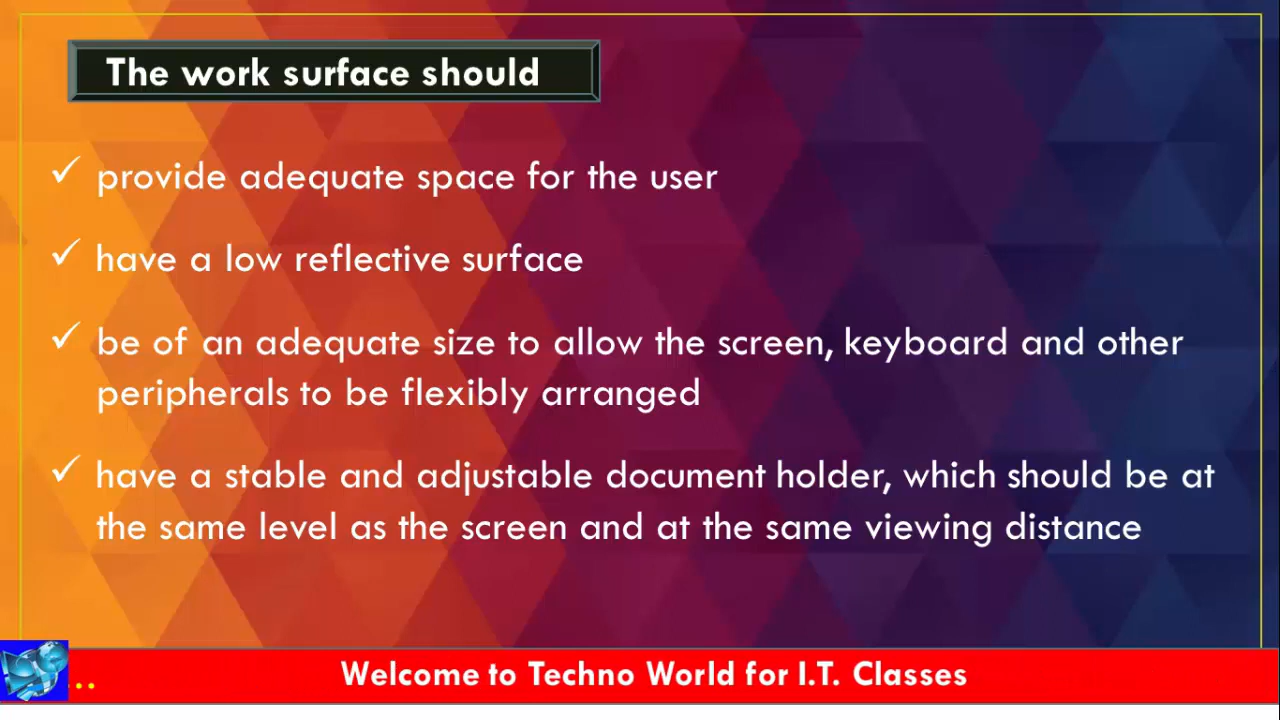 The work surface should
✓ provide adequate space for the user
✓ have a low reflective surface
✓ be of an adequate size to allow the screen, keyboard and other
peripherals to be flexibly arranged
✓ have a stable and adjustable document holder, which should be at
the same level as the screen and at the same viewing distance
..
Welcome to Techno World for I.T. Classes